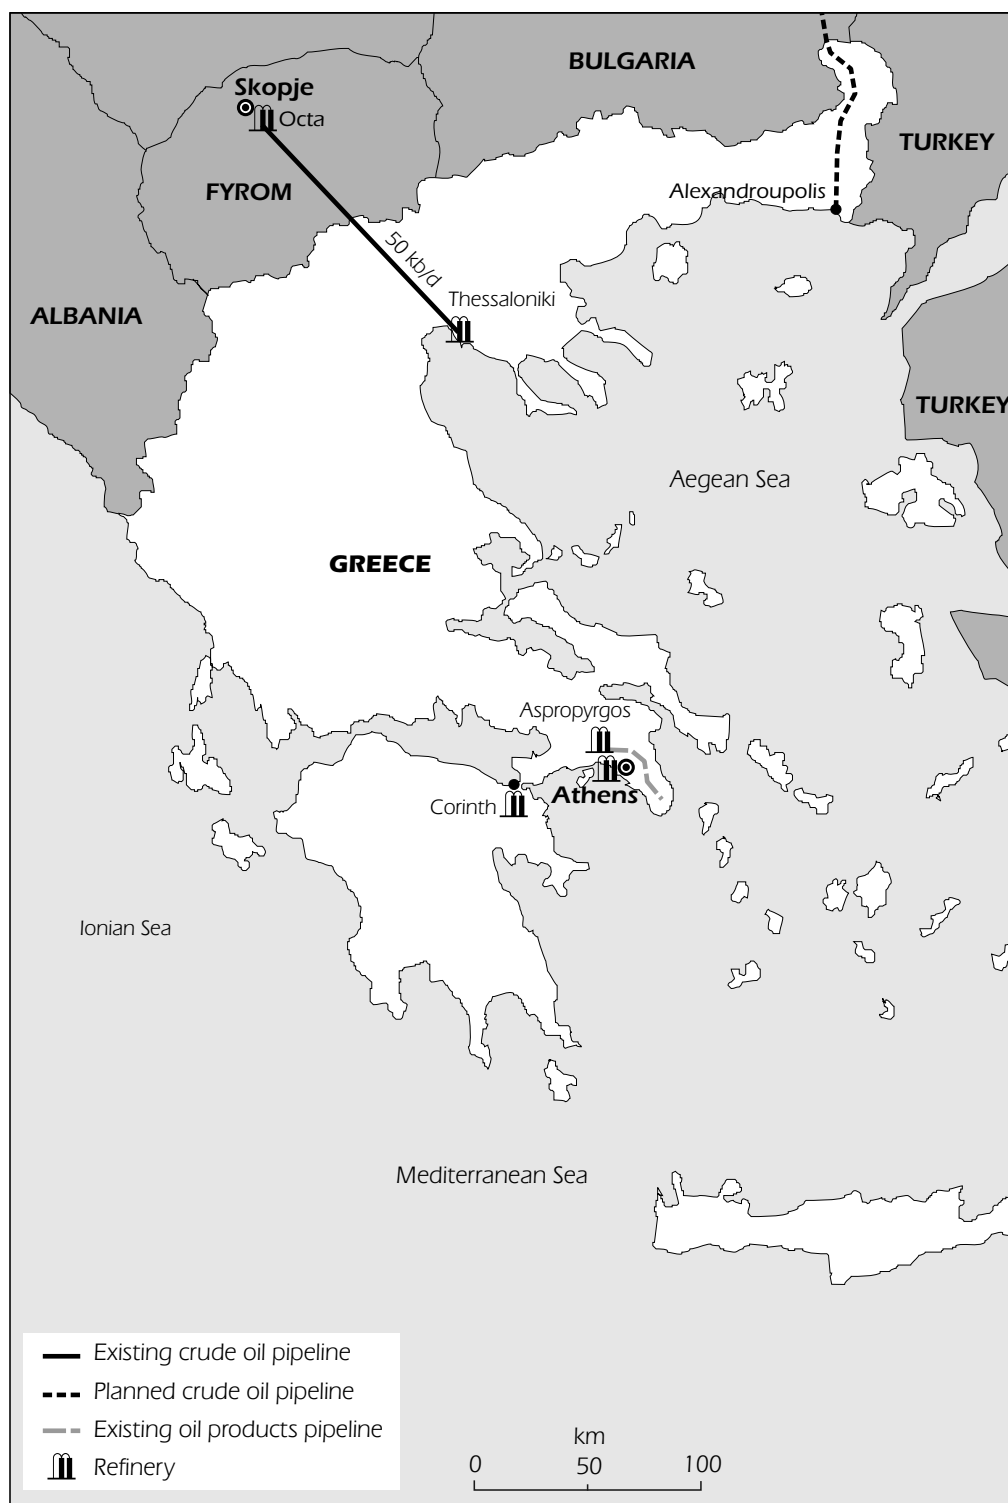 BULGARIA
Skopje
Octa
TURKEY
FYROM
Alexandroupolis
50 kb/d
Thessaloniki
ALBANIA
TURKEY
Aegean Sea
GREECE
Aspropyrgos
Athens
Corinth
Ionian Sea
Mediterranean Sea
Existing crude oil pipeline
Planned crude oil pipeline
Existing oil products pipeline
Refinery
km
0 50 100